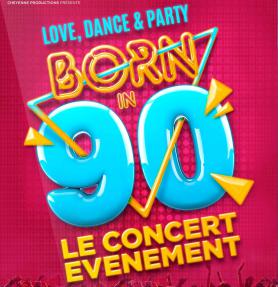 CHEYENNE PRODUCTIONS PRÉSENTE
LOVE, DANCE & PARTY
BORN
IN
90
LE CONCERT
EVENEMENT